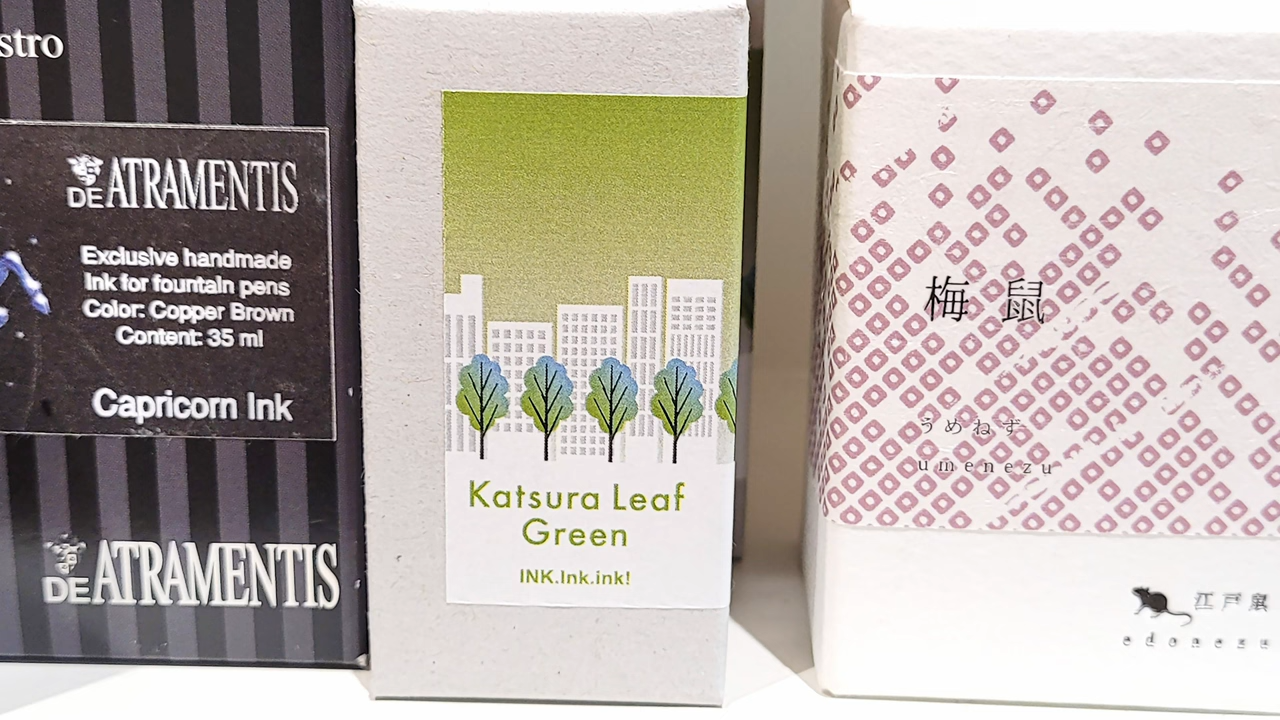 stro
DE ATRAMENTIS
Exclusive handmade
Ink for fountain pens
Color: Copper Brown
Content: 35 ml
Capricorn Ink
DE ATRAMENTIS
Katsura Leaf
Green
INK.Ink.ink!
梅鼠
うめねず
umenezu
江戸鼠
edonezu